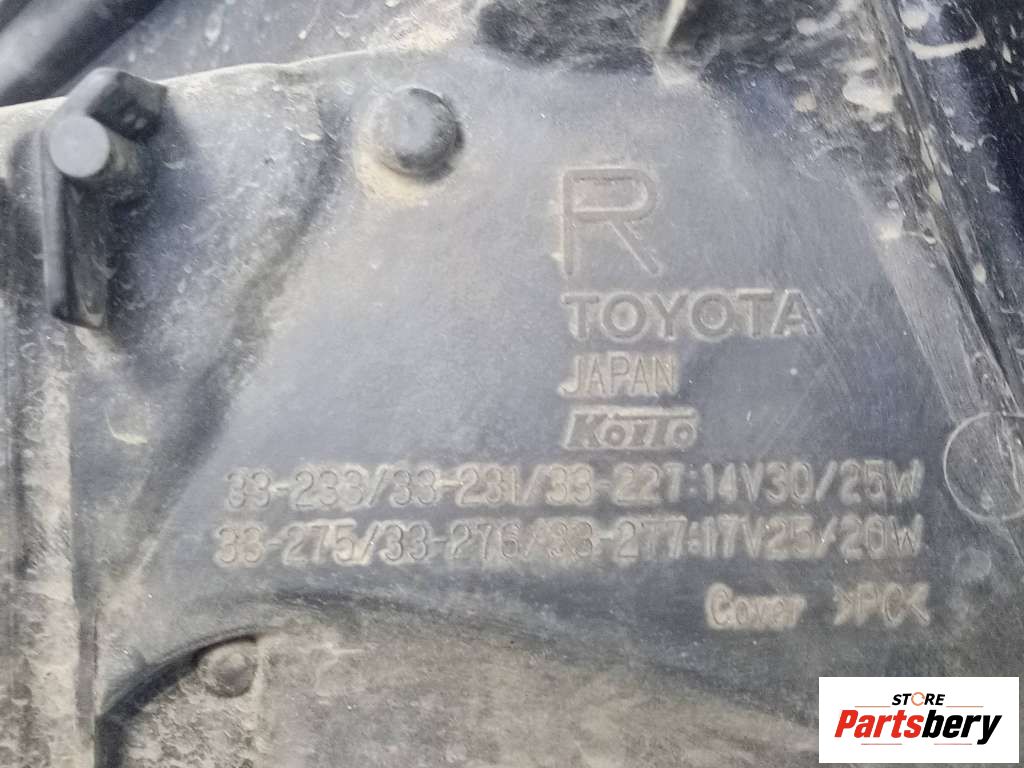 R
TOYOTA
JAPAN
KOITO
33-233/33-231/33-227:14V30/25W
33-275/33-276/33-277:17V25/20W
Cover >PC<
STORE
Partsbery